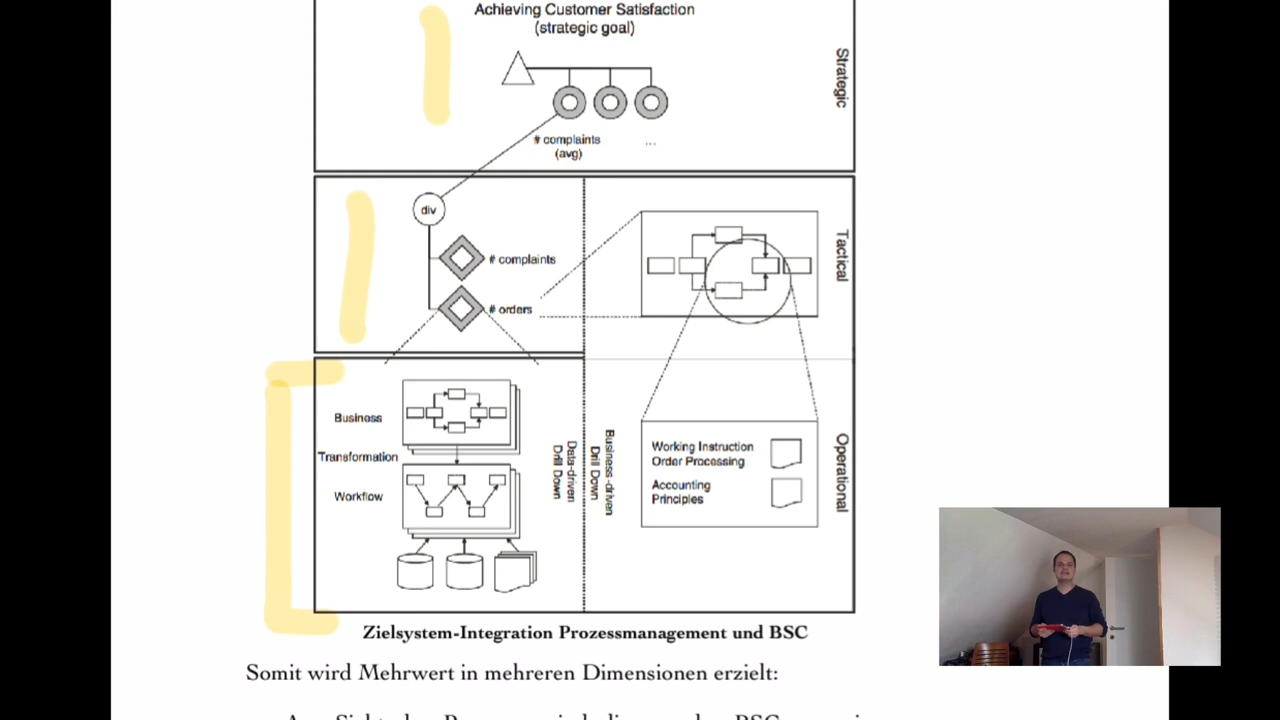 Achieving Customer Satisfaction
(strategic goal)
Strategic
# complaints
(avg)
...
div
# complaints
# orders
Tactical
Business
Transformation
Workflow
Data-driven
Drill Down
Business-driven
Drill Down
Working Instruction
Order Processing
Accounting
Principles
Operational
Zielsystem-Integration Prozessmanagement und BSC
Somit wird Mehrwert in mehreren Dimensionen erzielt: